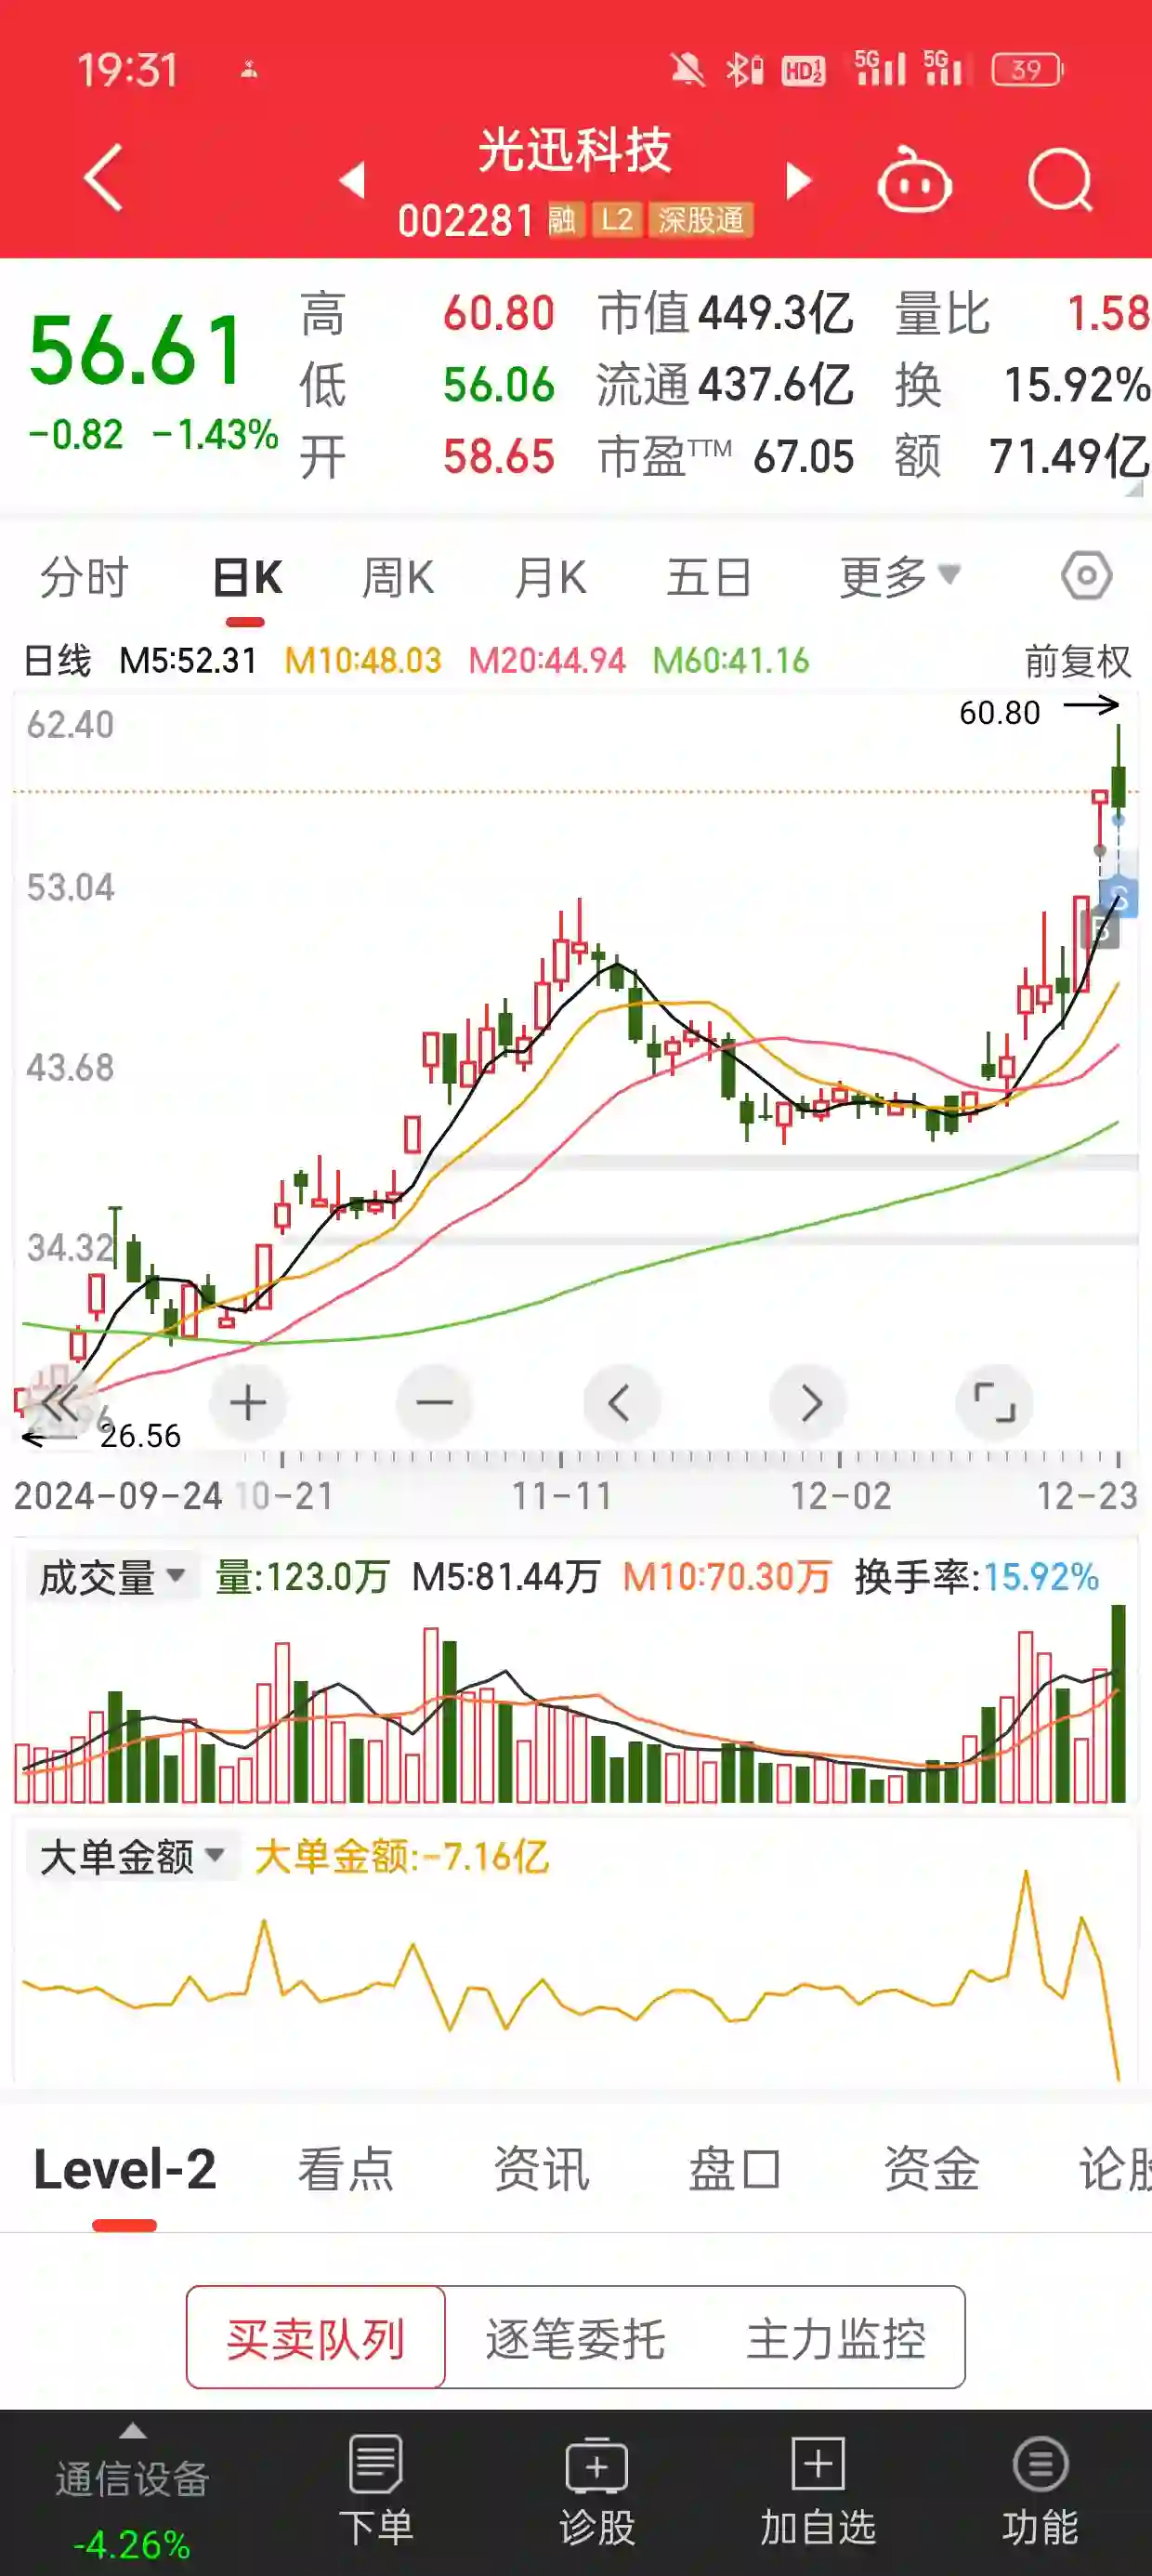 19:31 HD 1 2 5G 5G 39
光迅科技
002281 融 L2 深股通
56.61
-0.82 -1.43%
高 60.80 市值 449.3亿 量比 1.58
低 56.06 流通 437.6亿 换 15.92%
开 58.65 市盈TTM 67.05 额 71.49亿
分时 日K 周K 月K 五日 更多
日线 M5:52.31 M10:48.03 M20:44.94 M60:41.16 前复权
62.40
60.80
53.04
S
B
43.68
34.32
26.56
2024-09-24 10-21 11-11 12-02 12-23
成交量 量:123.0万 M5:81.44万 M10:70.30万 换手率:15.92%
大单金额 大单金额:-7.16亿
Level-2 看点 资讯 盘口 资金 论股
买卖队列 逐笔委托 主力监控
通信设备 下单 诊股 加自选 功能
-4.26%